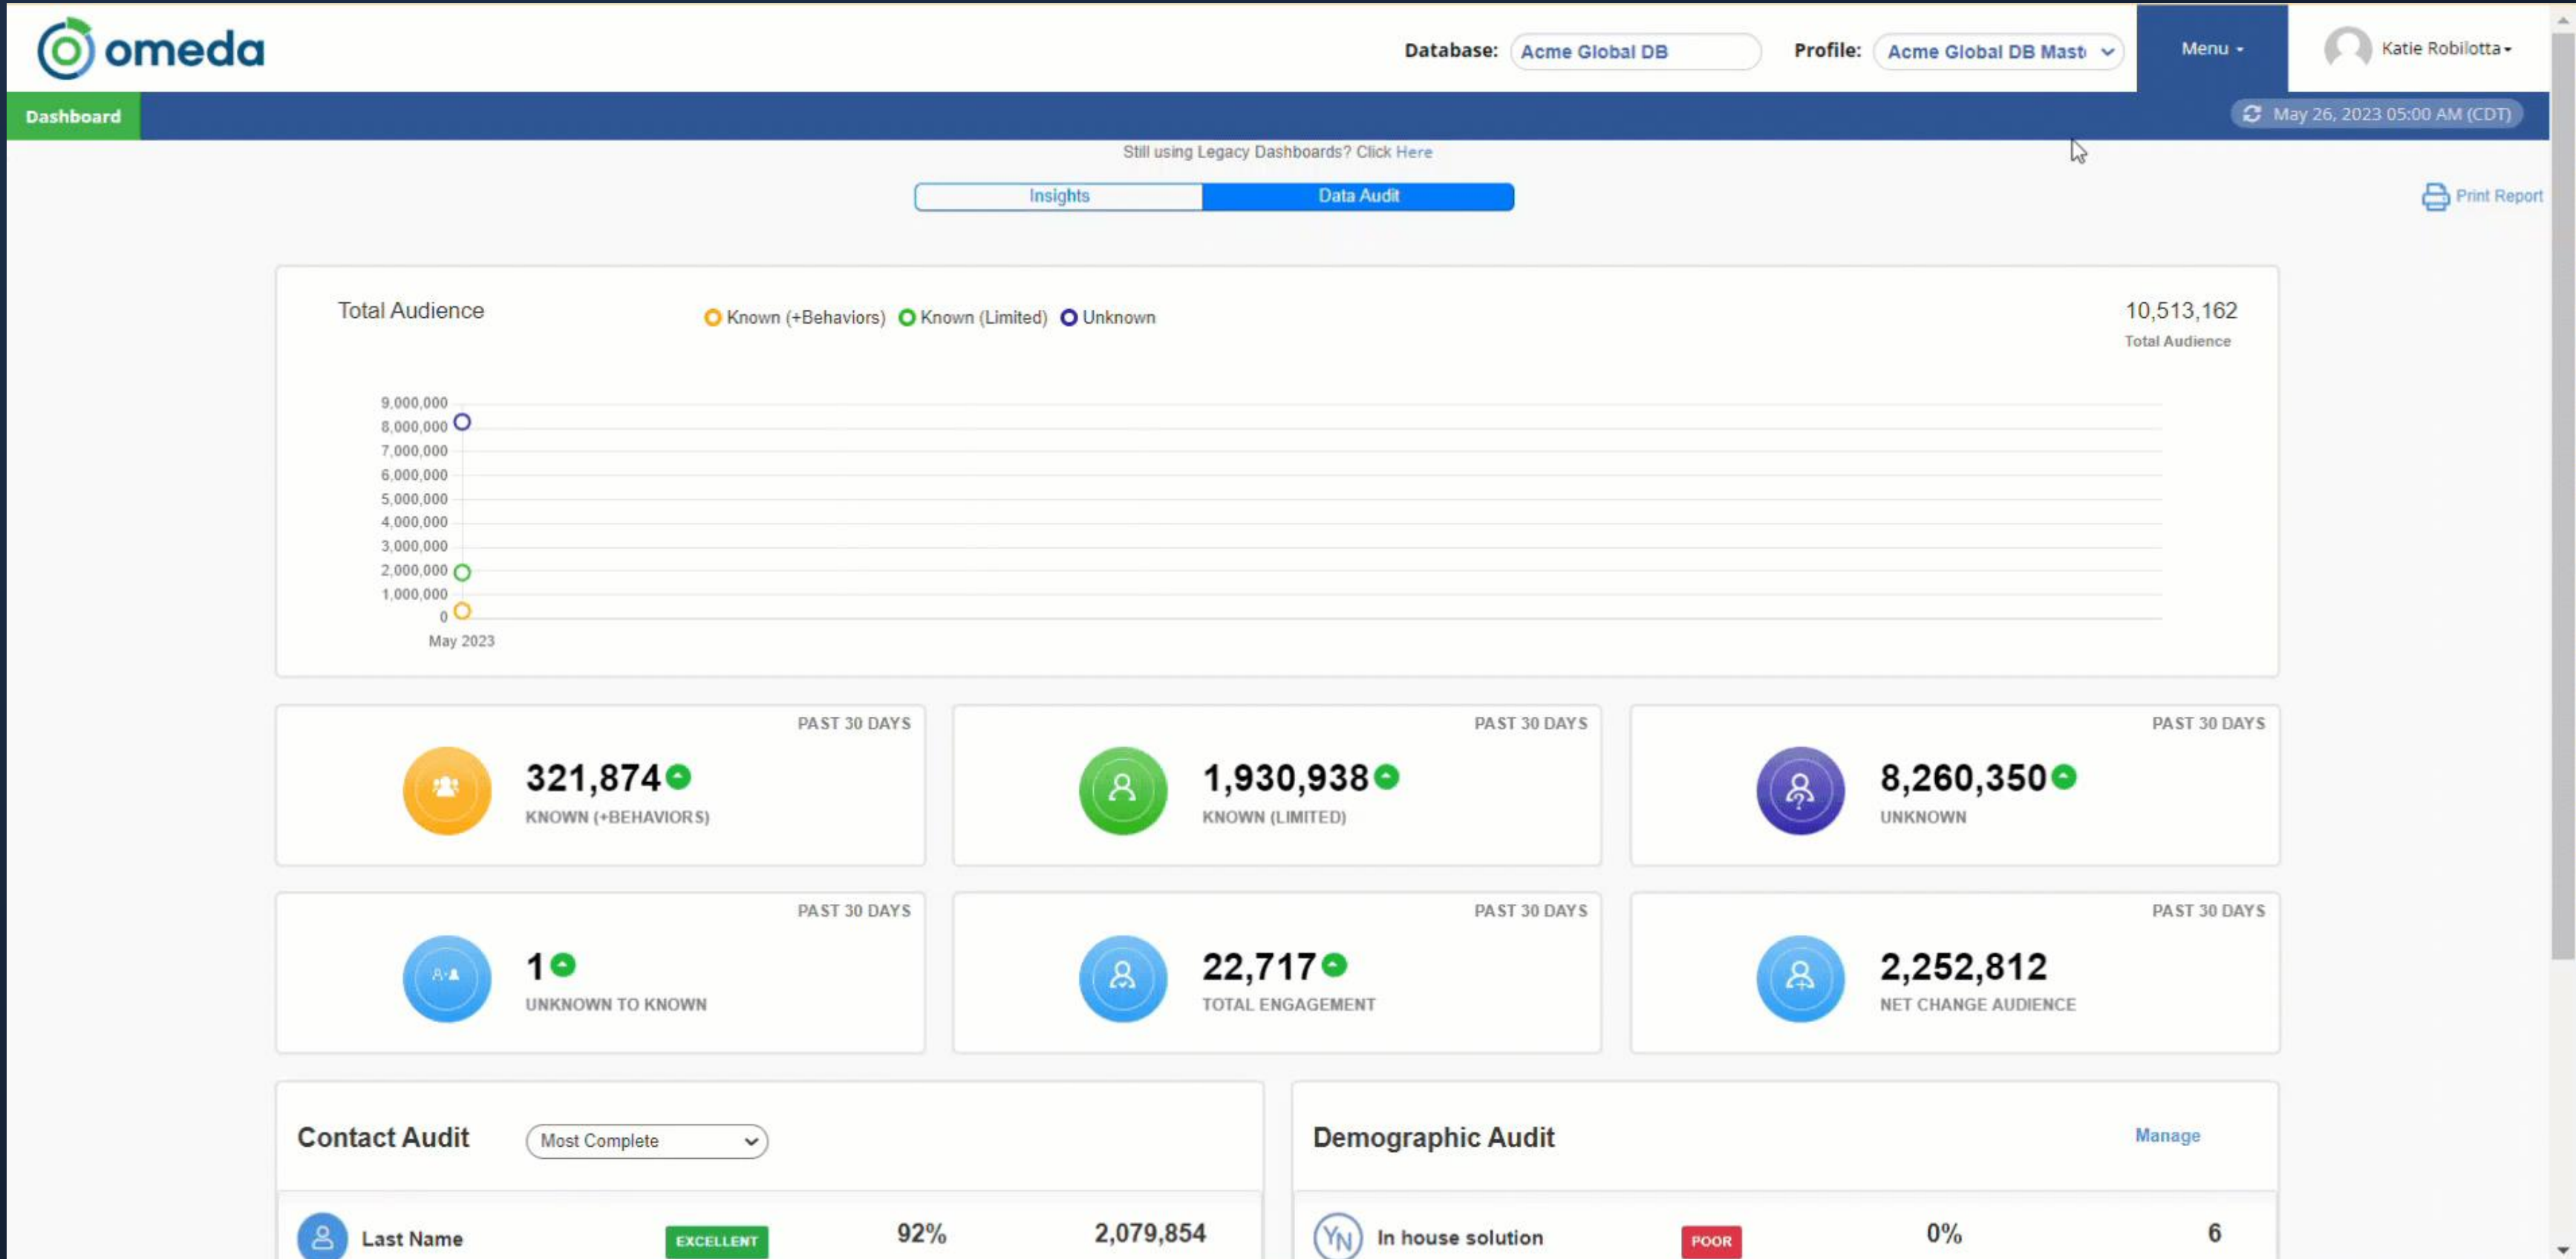 omeda
Database: Acme Global DB Profile: Acme Global DB Mast Menu Katie Robilotta
Dashboard May 26, 2023 05:00 AM (CDT)
Still using Legacy Dashboards? Click Here
Insights Data Audit Print Report
Total Audience Known (+Behaviors) Known (Limited) Unknown 10,513,162
Total Audience
9,000,000
8,000,000
7,000,000
6,000,000
5,000,000
4,000,000
3,000,000
2,000,000
1,000,000
0
May 2023
PAST 30 DAYS
321,874
KNOWN (+BEHAVIORS)
PAST 30 DAYS
1,930,938
KNOWN (LIMITED)
PAST 30 DAYS
8,260,350
UNKNOWN
PAST 30 DAYS
1
UNKNOWN TO KNOWN
PAST 30 DAYS
22,717
TOTAL ENGAGEMENT
PAST 30 DAYS
2,252,812
NET CHANGE AUDIENCE
Contact Audit Most Complete
Last Name EXCELLENT 92% 2,079,854
Demographic Audit Manage
YN In house solution POOR 0% 6